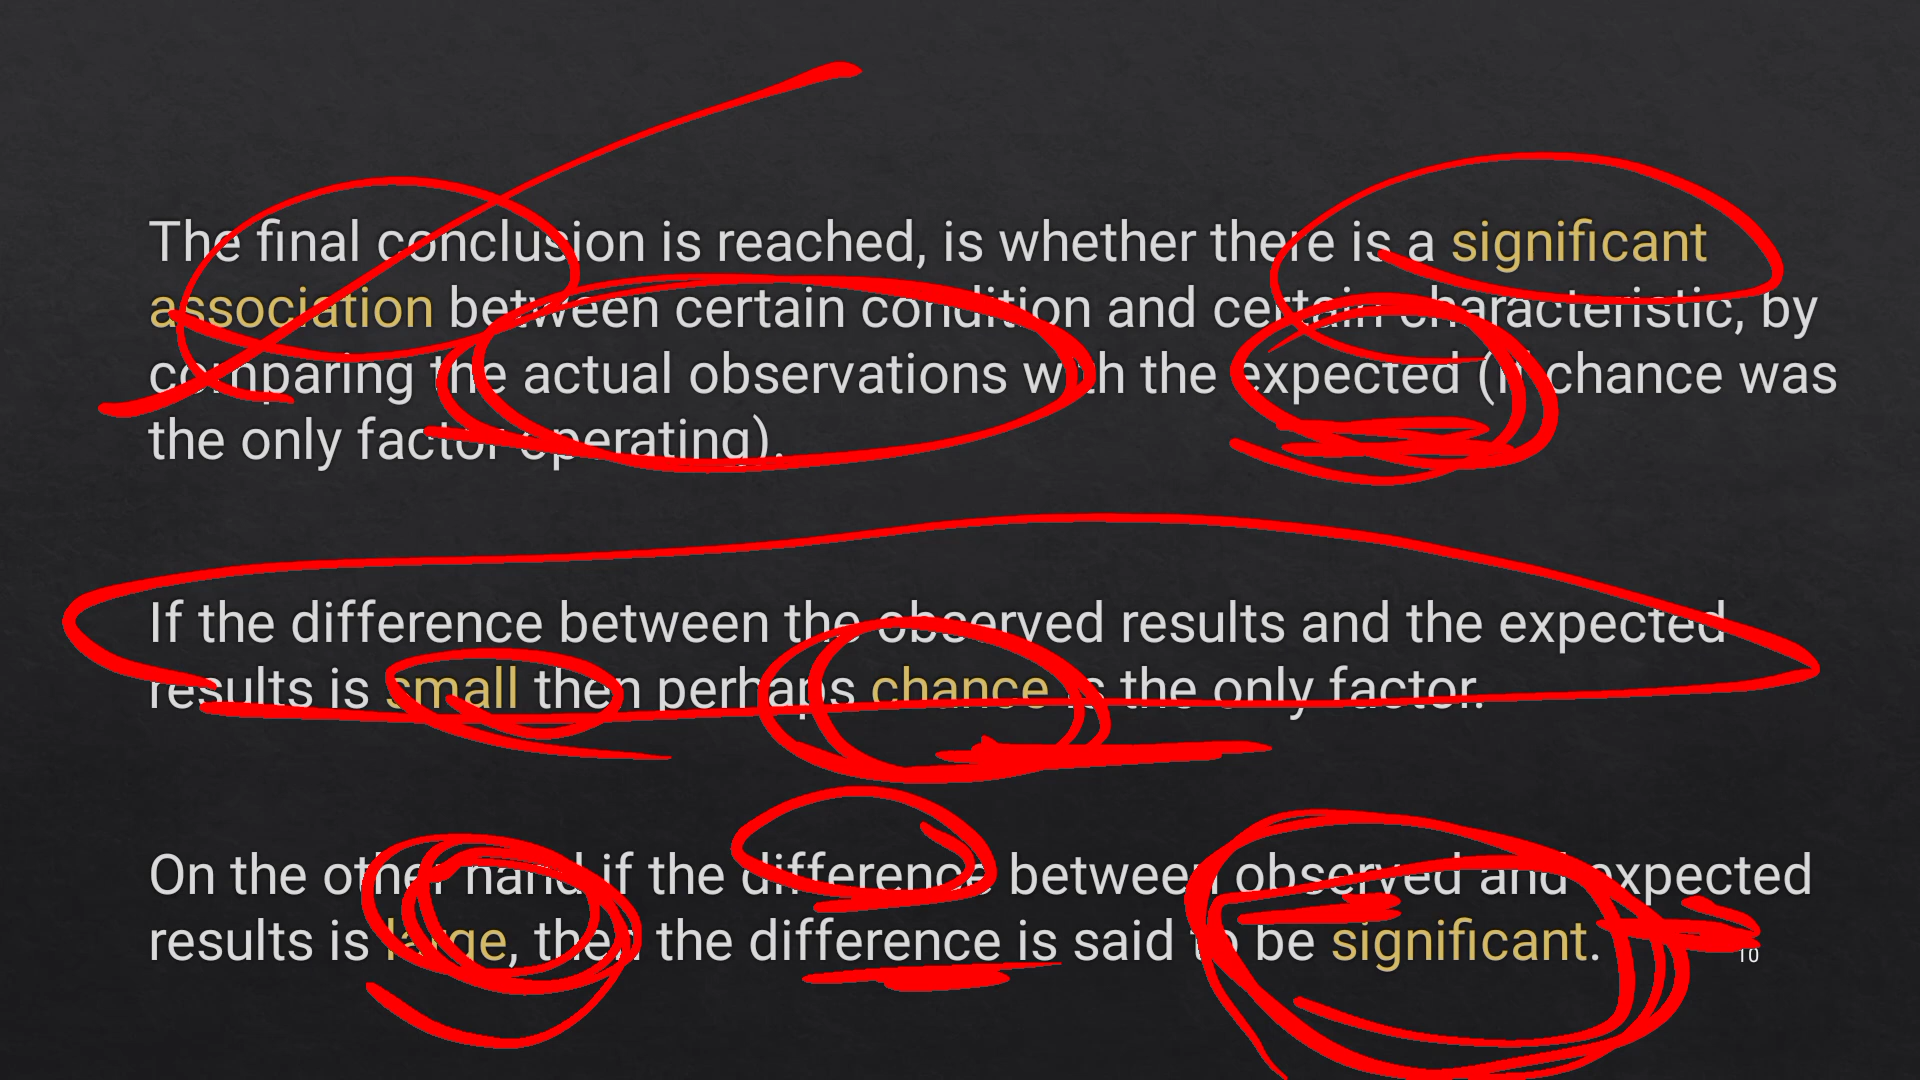 The final conclusion is reached, is whether there is a significant
association between certain condition and certain characteristic, by
comparing the actual observations with the expected (if chance was
the only factor operating).
If the difference between the observed results and the expected
results is small then perhaps chance is the only factor.
On the other hand if the difference between observed and expected
results is large, then the difference is said to be significant.
10